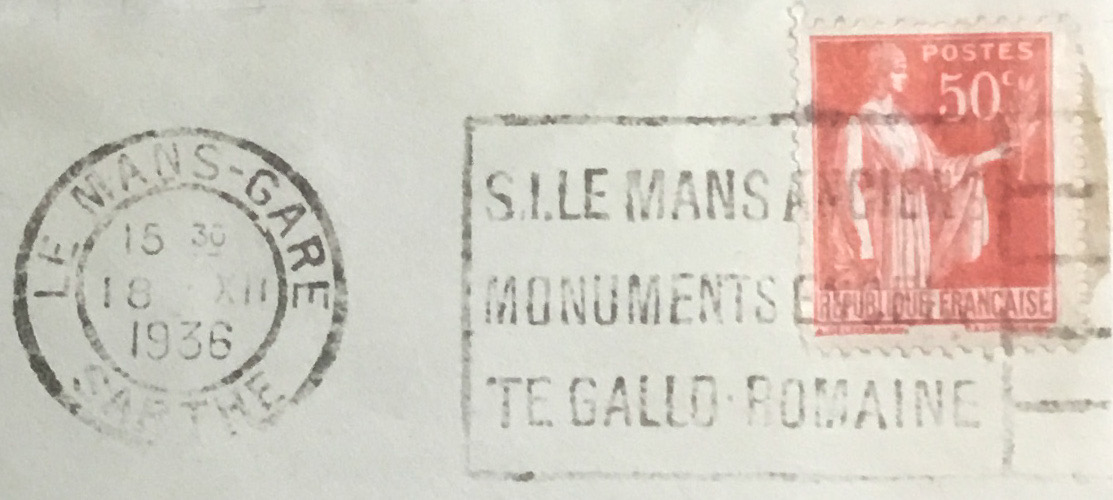 LE MANS-GARE
15 30
18 XII
1936
SARTHE
S.I.LE MANS ANCIENS
MONUMENTS
TE GALLO-ROMAINE
POSTES
50c
REPUBLIQUE FRANÇAISE